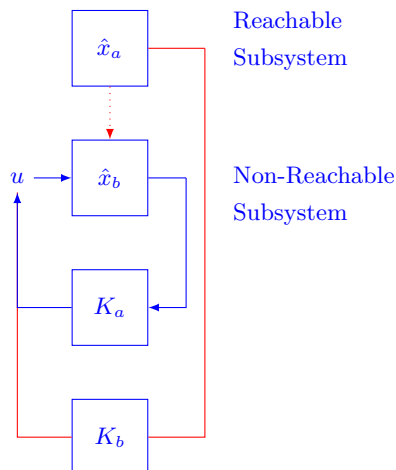 x̂_a
Reachable
Subsystem
u
x̂_b
Non-Reachable
Subsystem
K_a
K_b